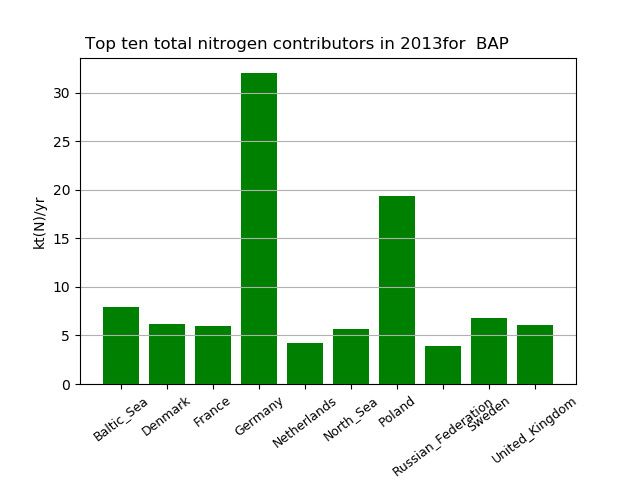 Top ten total nitrogen contributors in 2013for  BAP
kt(N)/yr
30
25
20
15
10
5
0
Baltic_Sea
Denmark
France
Germany
Netherlands
North_Sea
Poland
Russian_Federation
Sweden
United_Kingdom